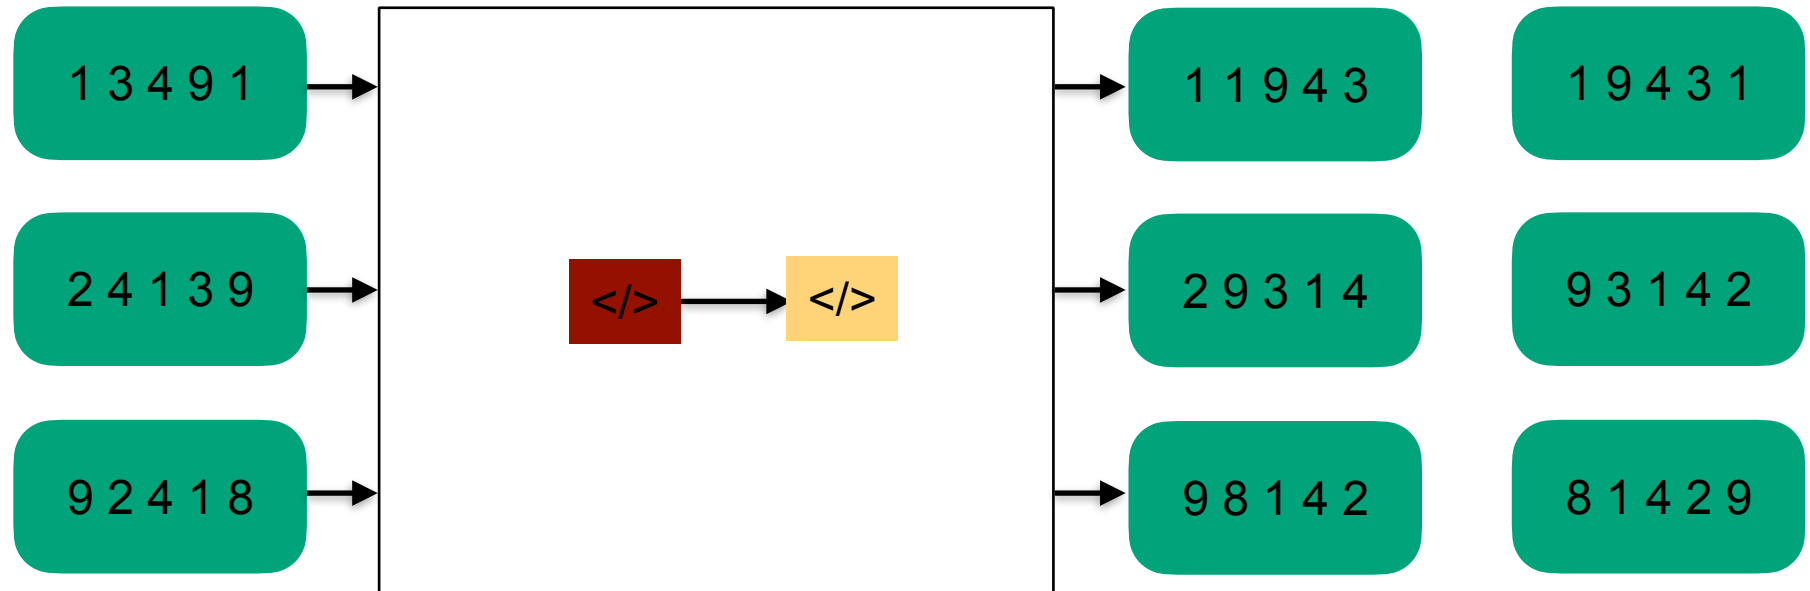 1 3 4 9 1
1 1 9 4 3
1 9 4 3 1
2 4 1 3 9
</>
</>
2 9 3 1 4
9 3 1 4 2
9 2 4 1 8
9 8 1 4 2
8 1 4 2 9